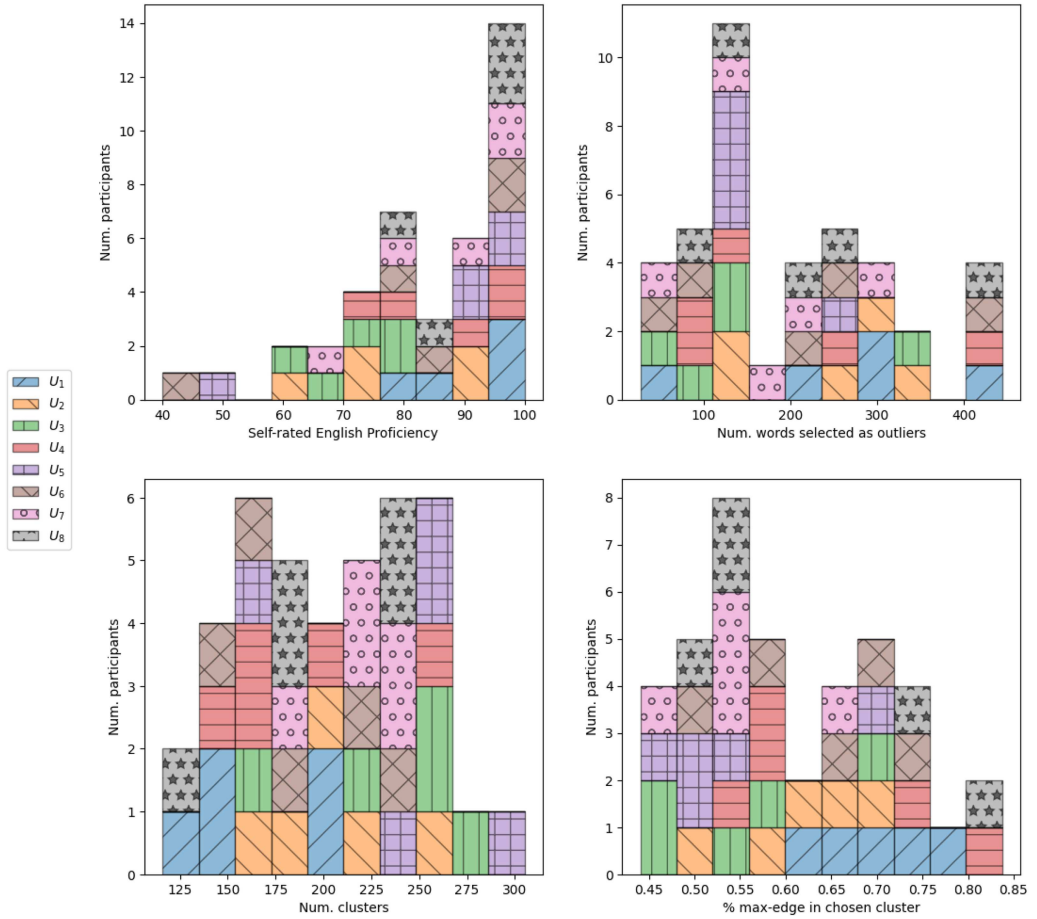 14
12
10
8
6
4
2
0
Num. participants
40 50 60 70 80 90 100
Self-rated English Proficiency
10
8
6
4
2
0
Num. participants
100 200 300 400
Num. words selected as outliers
U1
U2
U3
U4
U5
U6
U7
U8
6
5
4
3
2
1
0
Num. participants
125 150 175 200 225 250 275 300
Num. clusters
8
7
6
5
4
3
2
1
0
Num. participants
0.45 0.50 0.55 0.60 0.65 0.70 0.75 0.80 0.85
% max-edge in chosen cluster